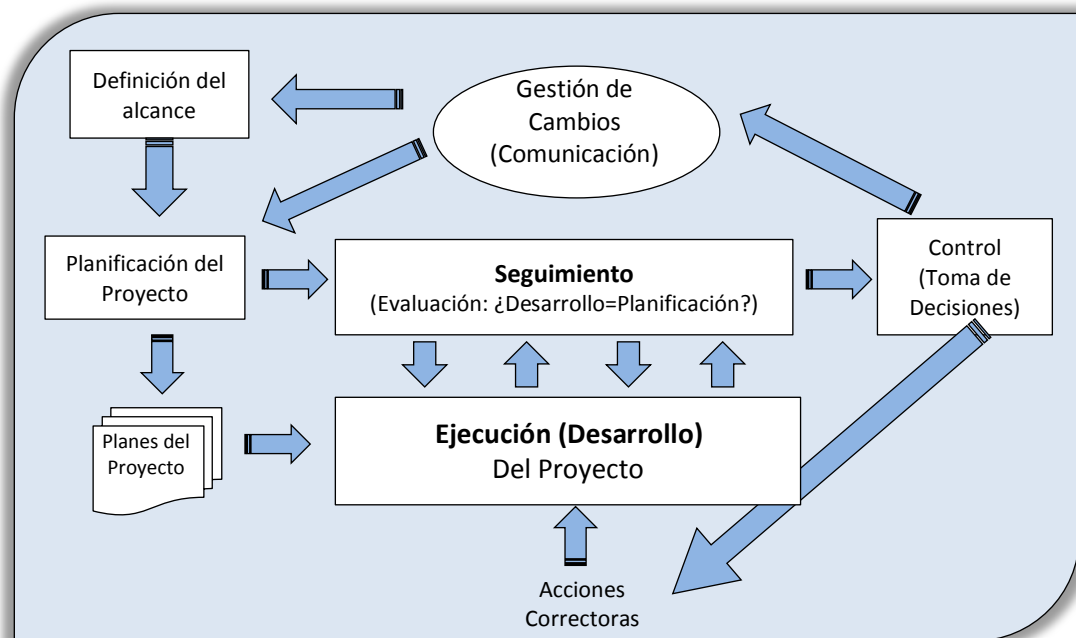 Definición del
alcance
Gestión de
Cambios
(Comunicación)
Planificación del
Proyecto
Seguimiento
(Evaluación: ¿Desarrollo=Planificación?)
Control
(Toma de
Decisiones)
Planes del
Proyecto
Ejecución (Desarrollo)
Del Proyecto
Acciones
Correctoras